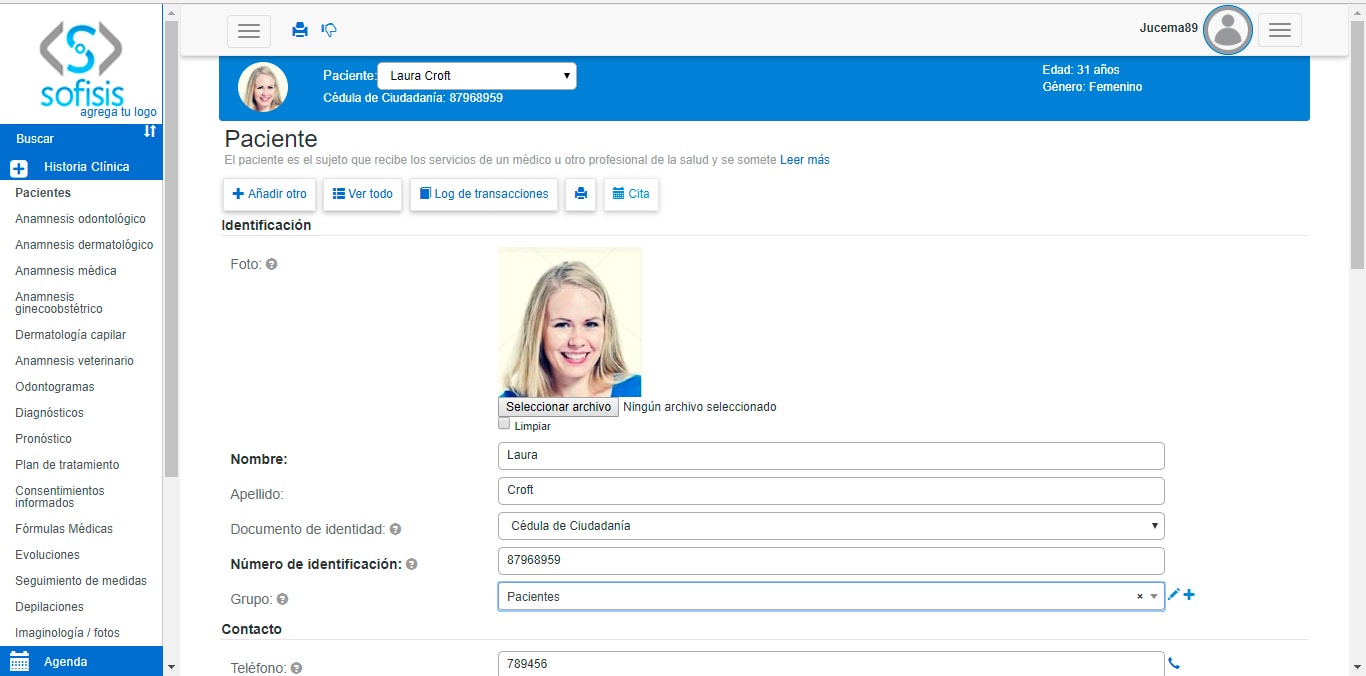 sofisis
agrega tu logo
Buscar
Historia Clínica
Pacientes
Anamnesis odontológico
Anamnesis dermatológico
Anamnesis médica
Anamnesis
ginecoobstétrico
Dermatología capilar
Anamnesis veterinario
Odontogramas
Diagnósticos
Pronóstico
Plan de tratamiento
Consentimientos
informados
Fórmulas Médicas
Evoluciones
Seguimiento de medidas
Depilaciones
Imaginología / fotos
Agenda
Jucema89
Paciente: Laura Croft
Cédula de Ciudadanía: 87968959
Edad: 31 años
Género: Femenino
Paciente
El paciente es el sujeto que recibe los servicios de un médico u otro profesional de la salud y se somete Leer más
Añadir otro Ver todo Log de transacciones Cita
Identificación
Foto:
Seleccionar archivo Ningún archivo seleccionado
Limpiar
Nombre: Laura
Apellido: Croft
Documento de identidad: Cédula de Ciudadanía
Número de identificación: 87968959
Grupo: Pacientes
Contacto
Teléfono: 789456